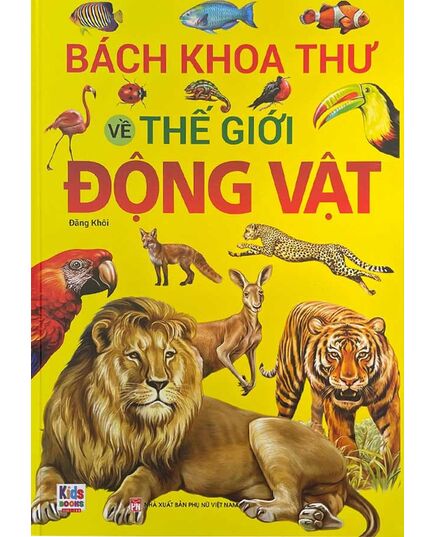 BÁCH KHOA THƯ
VỀ THẾ GIỚI
ĐỘNG VẬT
Đăng Khôi
Kids
BOOKS
PN
NHÀ XUẤT BẢN PHỤ NỮ VIỆT NAM